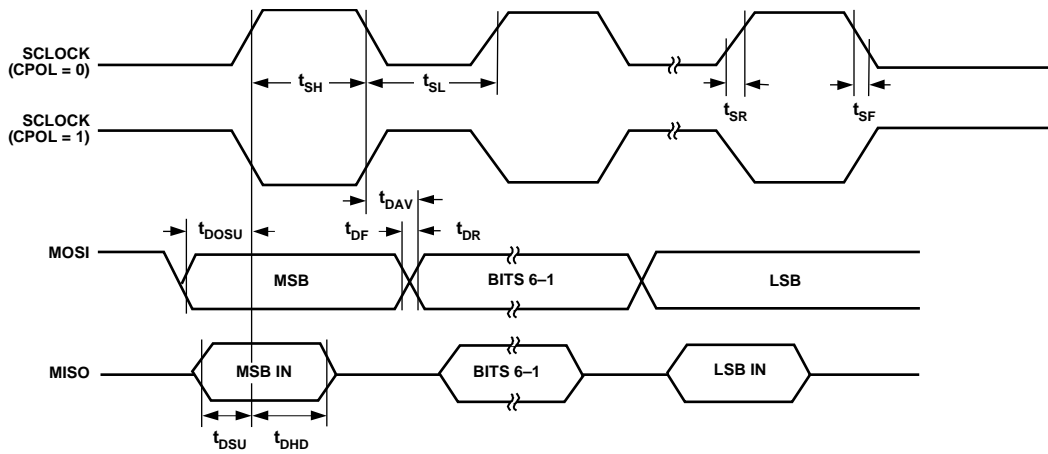 SCLOCK
(CPOL = 0)
tSH
tSL
tSR
tSF
SCLOCK
(CPOL = 1)
tDAV
tDOSU
tDF
tDR
MOSI
MSB
BITS 6–1
LSB
MISO
MSB IN
BITS 6–1
LSB IN
tDSU
tDHD